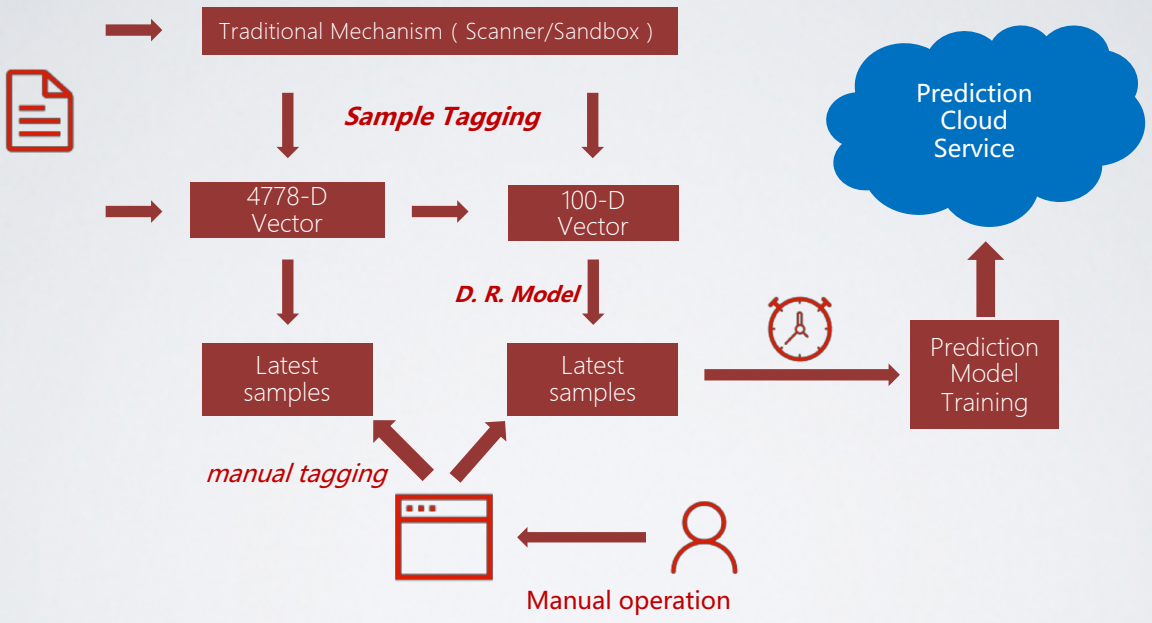 Traditional Mechanism ( Scanner/Sandbox )
Sample Tagging
Prediction
Cloud
Service
4778-D
Vector
100-D
Vector
D. R. Model
Latest
samples
Latest
samples
Prediction
Model
Training
manual tagging
Manual operation